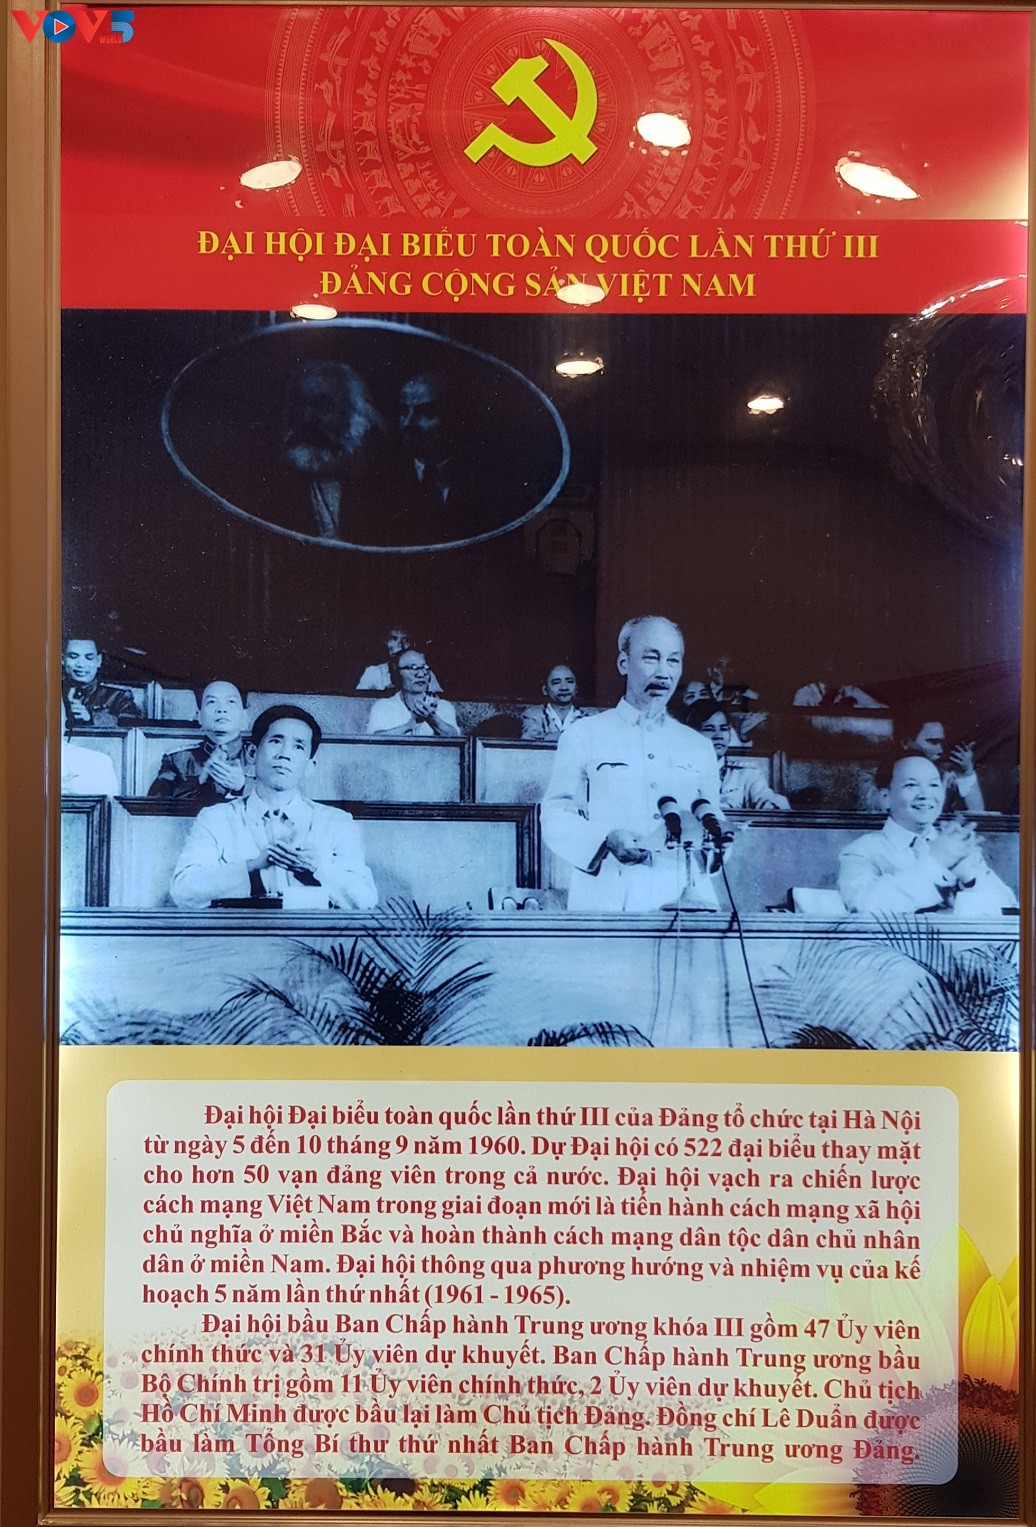 VOV5
WORLD
ĐẠI HỘI ĐẠI BIỂU TOÀN QUỐC LẦN THỨ III
ĐẢNG CỘNG SẢN VIỆT NAM
Đại hội Đại biểu toàn quốc lần thứ III của Đảng tổ chức tại Hà Nội
từ ngày 5 đến 10 tháng 9 năm 1960. Dự Đại hội có 522 đại biểu thay mặt
cho hơn 50 vạn đảng viên trong cả nước. Đại hội vạch ra chiến lược
cách mạng Việt Nam trong giai đoạn mới là tiến hành cách mạng xã hội
chủ nghĩa ở miền Bắc và hoàn thành cách mạng dân tộc dân chủ nhân
dân ở miền Nam. Đại hội thông qua phương hướng và nhiệm vụ của kế
hoạch 5 năm lần thứ nhất (1961 - 1965).
Đại hội bầu Ban Chấp hành Trung ương khóa III gồm 47 Ủy viên
chính thức và 31 Ủy viên dự khuyết. Ban Chấp hành Trung ương bầu
Bộ Chính trị gồm 11 Ủy viên chính thức, 2 Ủy viên dự khuyết. Chủ tịch
Hồ Chí Minh được bầu lại làm Chủ tịch Đảng. Đồng chí Lê Duẩn được
bầu làm Tổng Bí thư thứ nhất Ban Chấp hành Trung ương Đảng.